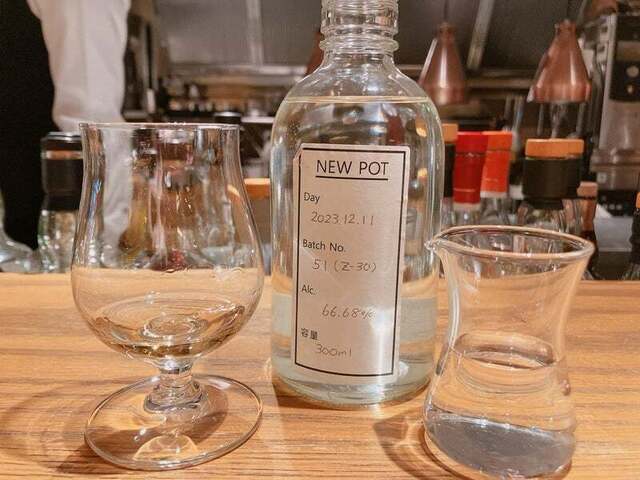 NEW POT
Day
2023.12.11
Batch No.
51 (Z-30)
Alc.
66.68%
容量
300ml